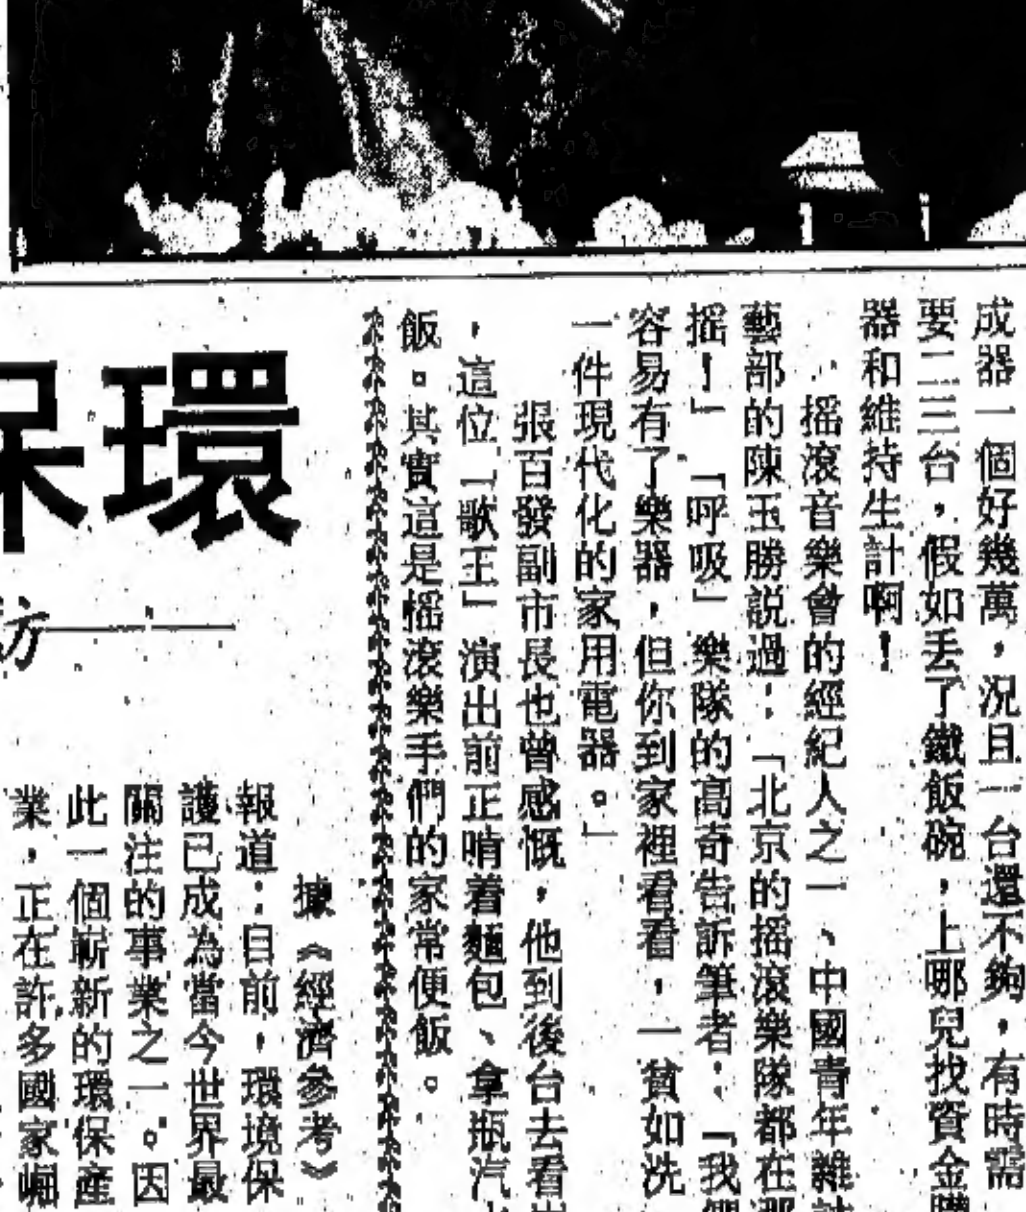 成器一個好幾萬，況且一台還不夠，有時需
要二三台，假如丟了鐵飯碗，上哪兒找資金購
器和維持生計啊！
搖滾音樂會的經紀人之一、中國青年雜誌
藝部的陳玉勝說過：「北京的搖滾樂隊都在那
搖！」「呼吸」樂隊的高奇告訴筆者：「我們
容易有了樂器，但你到家裡看看，一貧如洗
一件現代化的家用電器。」
張百發副市長也曾感慨，他到後台去看
，這位「歌王」演出前正啃着麵包、拿瓶汽
飯。其實這是搖滾樂手們的家常便飯。
環保
訪
據《經濟參考》
報道：目前，環境保
護已成為當今世界最
關注的事業之一。因
此一個嶄新的環保產
業，正在許多國家崛